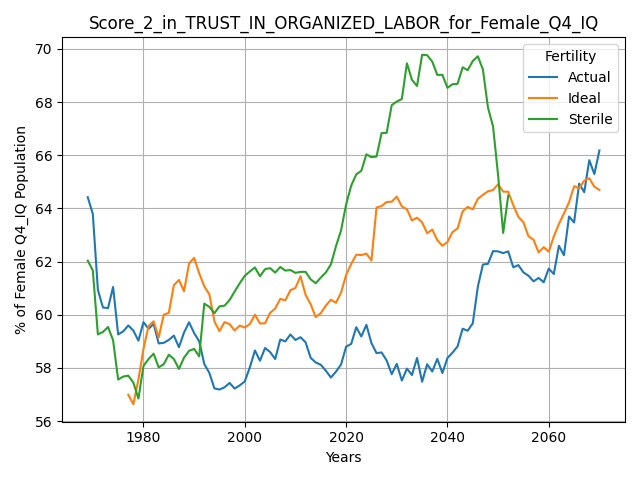 Score_2_in_TRUST_IN_ORGANIZED_LABOR_for_Female_Q4_IQ
% of Female Q4_IQ Population
70
68
66
64
62
60
58
56
Fertility
Actual
Ideal
Sterile
1980
2000
2020
2040
2060
Years